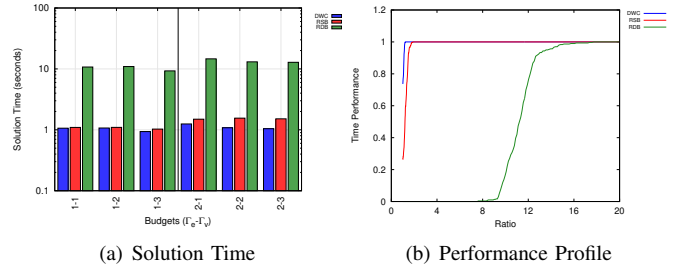 DWC
RSB
RDB
100
10
1
0.1
Solution Time (seconds)
1-1
1-2
1-3
2-1
2-2
2-3
Budgets (Γe-Γv)
(a) Solution Time
DWC
RSB
RDB
1.2
1
0.8
0.6
0.4
0.2
0
Time Performance
0
4
8
12
16
20
Ratio
(b) Performance Profile